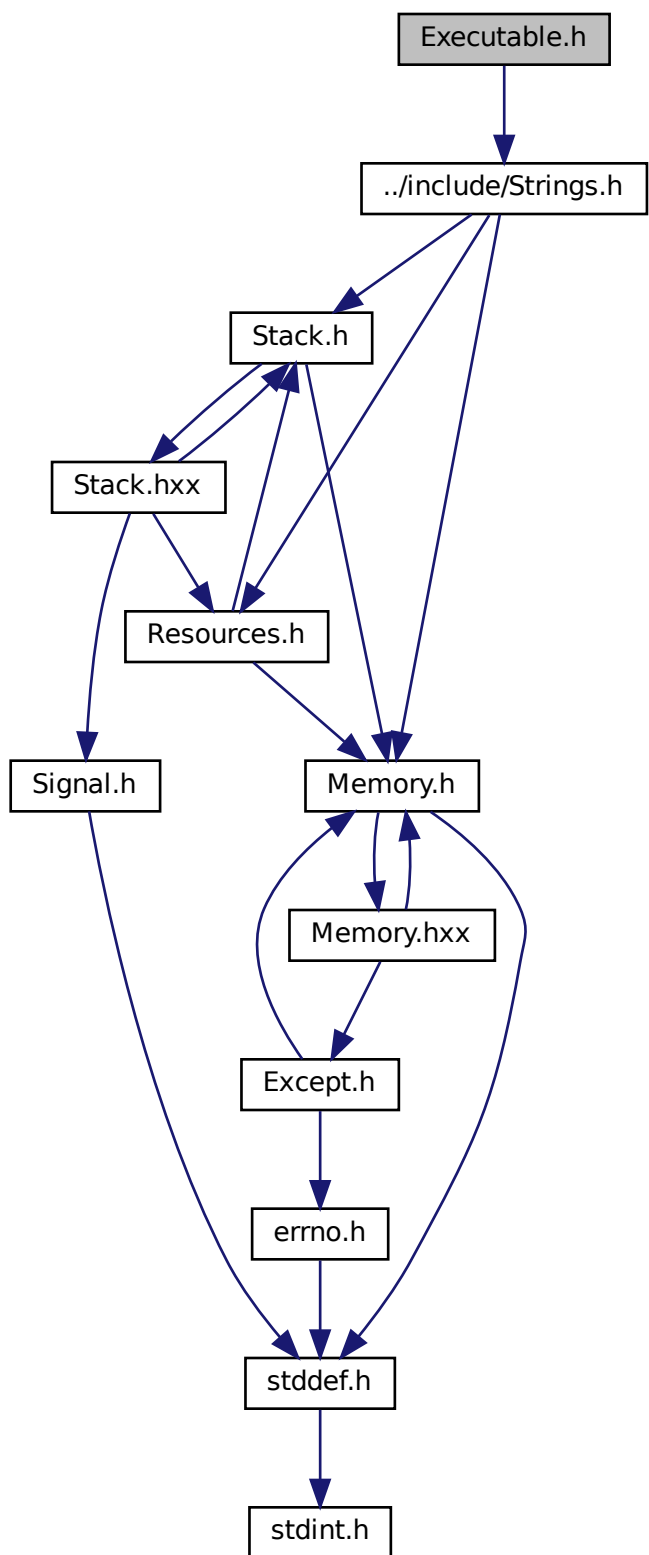 Executable.h
../include/Strings.h
Stack.h
Stack.hxx
Resources.h
Signal.h
Memory.h
Memory.hxx
Except.h
errno.h
stddef.h
stdint.h